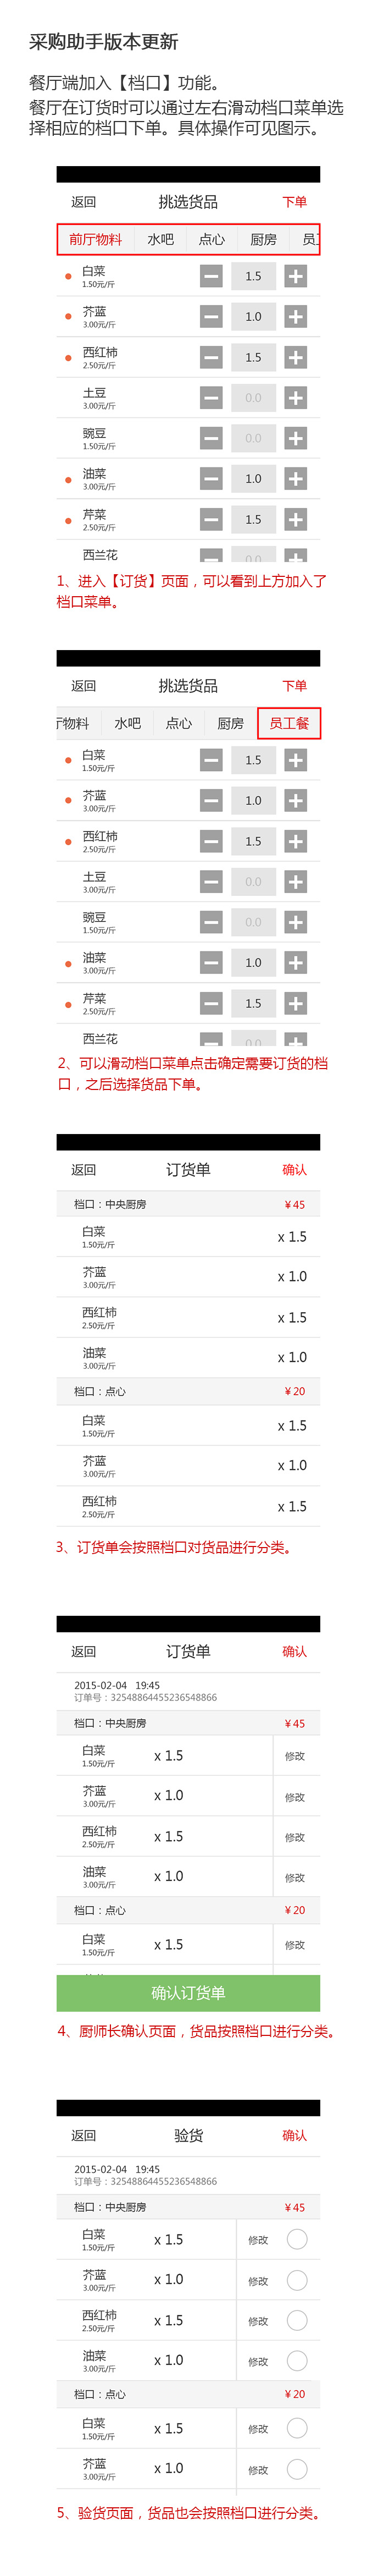 采购助手版本更新
餐厅端加入【档口】功能。
餐厅在订货时可以通过左右滑动档口菜单选
择相应的档口下单。具体操作可见图示。
返回 挑选货品 下单
前厅物料 水吧 点心 厨房 员工
白菜 1.5
1.50元/斤
芥蓝 1.0
3.00元/斤
西红柿 1.5
2.50元/斤
土豆 0.0
3.00元/斤
豌豆 0.0
1.50元/斤
油菜 1.0
3.00元/斤
芹菜 1.5
2.50元/斤
西兰花 0.0
1、进入【订货】页面，可以看到上方加入了
档口菜单。
返回 挑选货品 下单
厅物料 水吧 点心 厨房 员工餐
白菜 1.5
1.50元/斤
芥蓝 1.0
3.00元/斤
西红柿 1.5
2.50元/斤
土豆 0.0
3.00元/斤
豌豆 0.0
1.50元/斤
油菜 1.0
3.00元/斤
芹菜 1.5
2.50元/斤
西兰花 0.0
2、可以滑动档口菜单点击确定需要订货的档
口，之后选择货品下单。
返回 订货单 确认
档口：中央厨房 ￥45
白菜 x 1.5
1.50元/斤
芥蓝 x 1.0
3.00元/斤
西红柿 x 1.5
2.50元/斤
油菜 x 1.0
3.00元/斤
档口：点心 ￥20
白菜 x 1.5
1.50元/斤
芥蓝 x 1.0
3.00元/斤
西红柿 x 1.5
2.50元/斤
3、订货单会按照档口对货品进行分类。
返回 订货单 确认
2015-02-04 19:45
订单号：32548864455236548866
档口：中央厨房 ￥45
白菜 x 1.5 修改
1.50元/斤
芥蓝 x 1.0 修改
3.00元/斤
西红柿 x 1.5 修改
2.50元/斤
油菜 x 1.0 修改
3.00元/斤
档口：点心 ￥20
白菜 x 1.5 修改
1.50元/斤
确认订货单
4、厨师长确认页面，货品按照档口进行分类。
返回 验货 确认
2015-02-04 19:45
订单号：32548864455236548866
档口：中央厨房 ￥45
白菜 x 1.5 修改
1.50元/斤
芥蓝 x 1.0 修改
3.00元/斤
西红柿 x 1.5 修改
2.50元/斤
油菜 x 1.0 修改
3.00元/斤
档口：点心 ￥20
白菜 x 1.5 修改
1.50元/斤
芥蓝 x 1.0 修改
3.00元/斤
5、验货页面，货品也会按照档口进行分类。